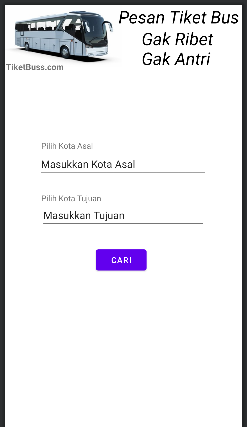 Pesan Tiket Bus
Gak Ribet
Gak Antri
TiketBuss.com
Pilih Kota Asal
Masukkan Kota Asal
Pilih Kota Tujuan
Masukkan Tujuan
CARI